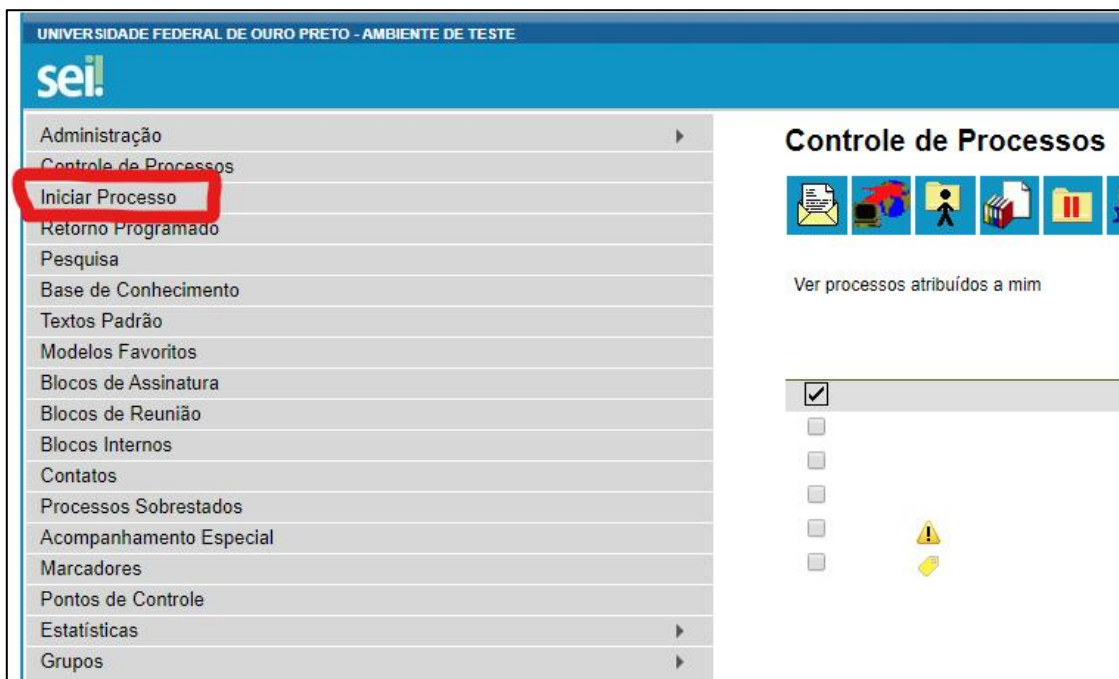 UNIVERSIDADE FEDERAL DE OURO PRETO - AMBIENTE DE TESTE
sei!
Administração
Controle de Processos
Iniciar Processo
Retorno Programado
Pesquisa
Base de Conhecimento
Textos Padrão
Modelos Favoritos
Blocos de Assinatura
Blocos de Reunião
Blocos Internos
Contatos
Processos Sobrestados
Acompanhamento Especial
Marcadores
Pontos de Controle
Estatísticas
Grupos
Controle de Processos
Ver processos atribuídos a mim